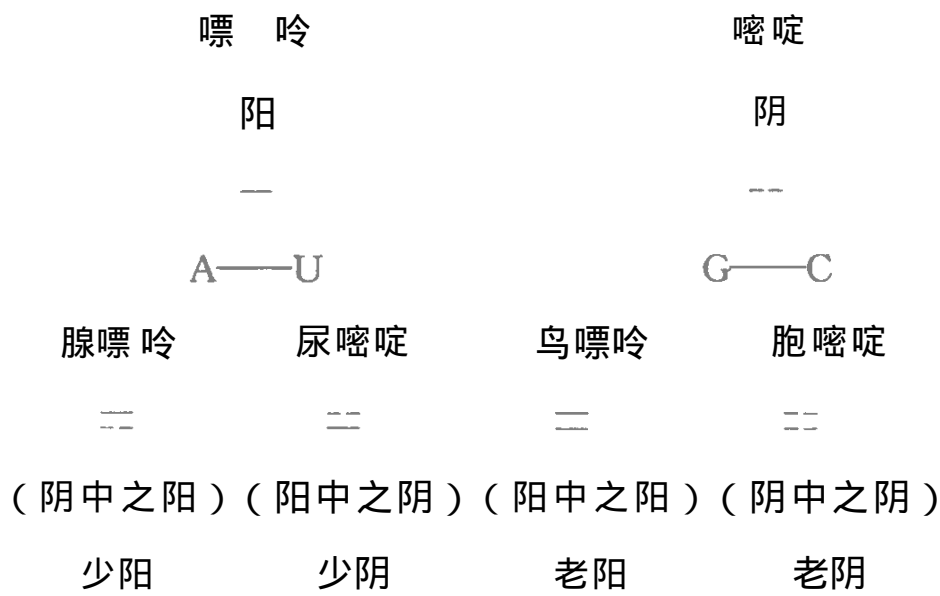 嘌 呤 嘧啶
阳 阴
A——U G——C
腺嘌呤 尿嘧啶 鸟嘌呤 胞嘧啶
（阴中之阳）（阳中之阴）（阳中之阳）（阴中之阴）
少阳 少阴 老阳 老阴